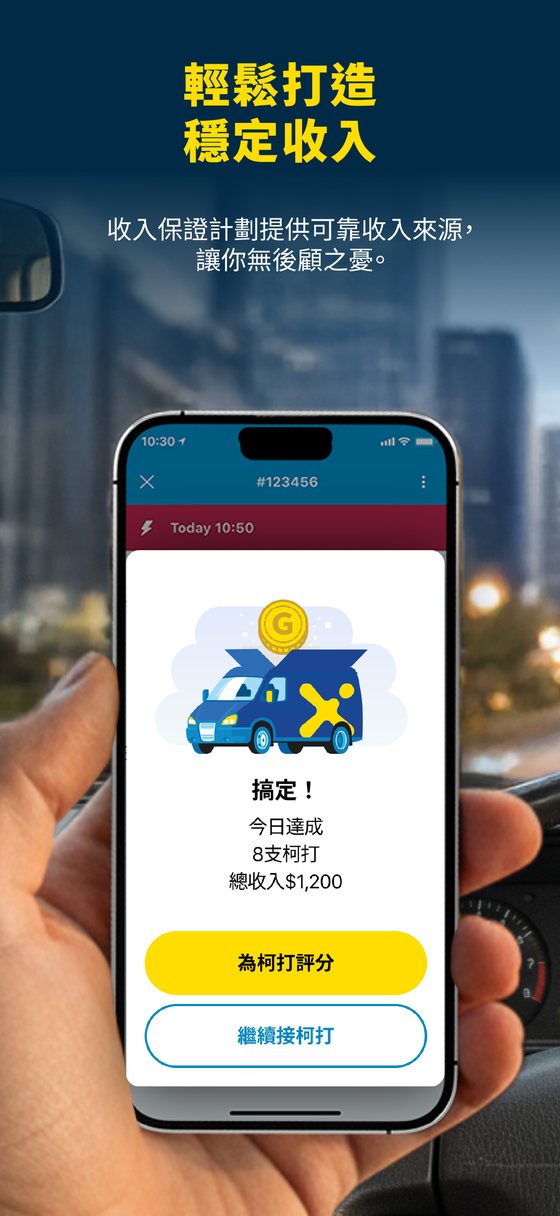 輕鬆打造
穩定收入
收入保證計劃提供可靠收入來源，
讓你無後顧之憂。
10:30
#123456
Today 10:50
G
搞定！
今日達成
8支柯打
總收入$1,200
為柯打評分
繼續接柯打